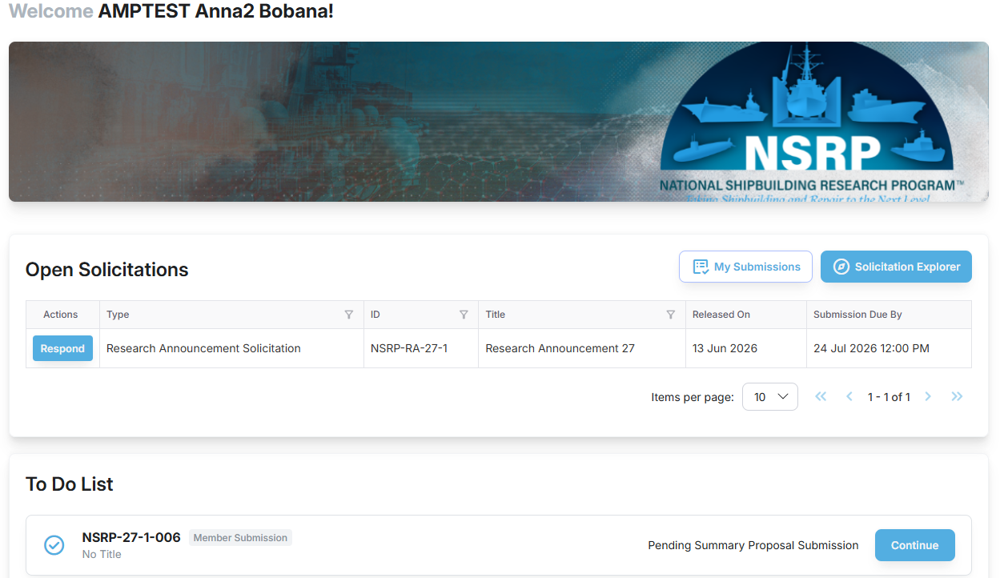 Welcome AMPTEST Anna2 Bobana!
NSRP
NATIONAL SHIPBUILDING RESEARCH PROGRAM™
Taking Shipbuilding and Repair to the Next Level
Open Solicitations
My Submissions
Solicitation Explorer
Actions Type ID Title Released On Submission Due By
Respond Research Announcement Solicitation NSRP-RA-27-1 Research Announcement 27 13 Jun 2026 24 Jul 2026 12:00 PM
Items per page: 10 1 - 1 of 1
To Do List
NSRP-27-1-006 Member Submission
No Title
Pending Summary Proposal Submission
Continue